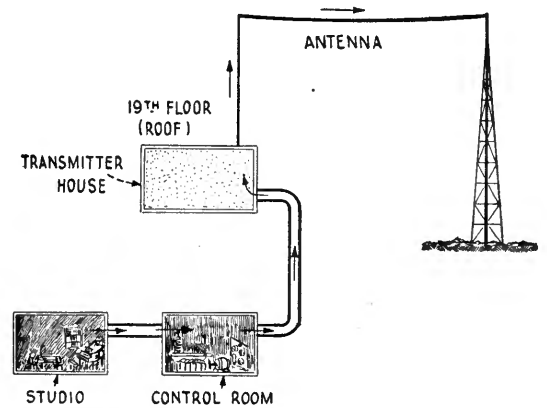 ANTENNA
19TH FLOOR
(ROOF)
TRANSMITTER
HOUSE
STUDIO
CONTROL ROOM